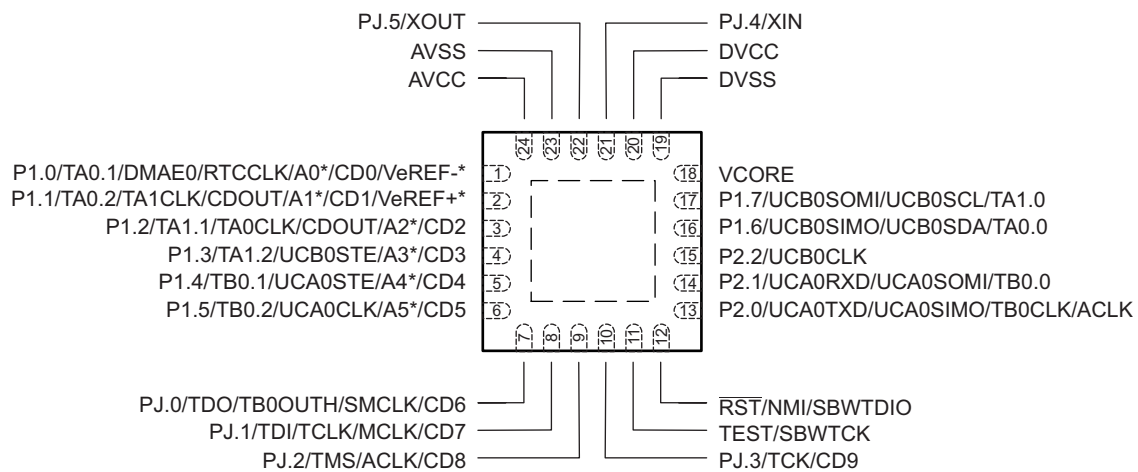 PJ.5/XOUT
AVSS
AVCC
PJ.4/XIN
DVCC
DVSS
24
23
22
21
20
19
P1.0/TA0.1/DMAE0/RTCCLK/A0*/CD0/VeREF-*
1
P1.1/TA0.2/TA1CLK/CDOUT/A1*/CD1/VeREF+*
2
P1.2/TA1.1/TA0CLK/CDOUT/A2*/CD2
3
P1.3/TA1.2/UCB0STE/A3*/CD3
4
P1.4/TB0.1/UCA0STE/A4*/CD4
5
P1.5/TB0.2/UCA0CLK/A5*/CD5
6
18
VCORE
17
P1.7/UCB0SOMI/UCB0SCL/TA1.0
16
P1.6/UCB0SIMO/UCB0SDA/TA0.0
15
P2.2/UCB0CLK
14
P2.1/UCA0RXD/UCA0SOMI/TB0.0
13
P2.0/UCA0TXD/UCA0SIMO/TB0CLK/ACLK
7
8
9
10
11
12
PJ.0/TDO/TB0OUTH/SMCLK/CD6
PJ.1/TDI/TCLK/MCLK/CD7
PJ.2/TMS/ACLK/CD8
RST/NMI/SBWTDIO
TEST/SBWTCK
PJ.3/TCK/CD9